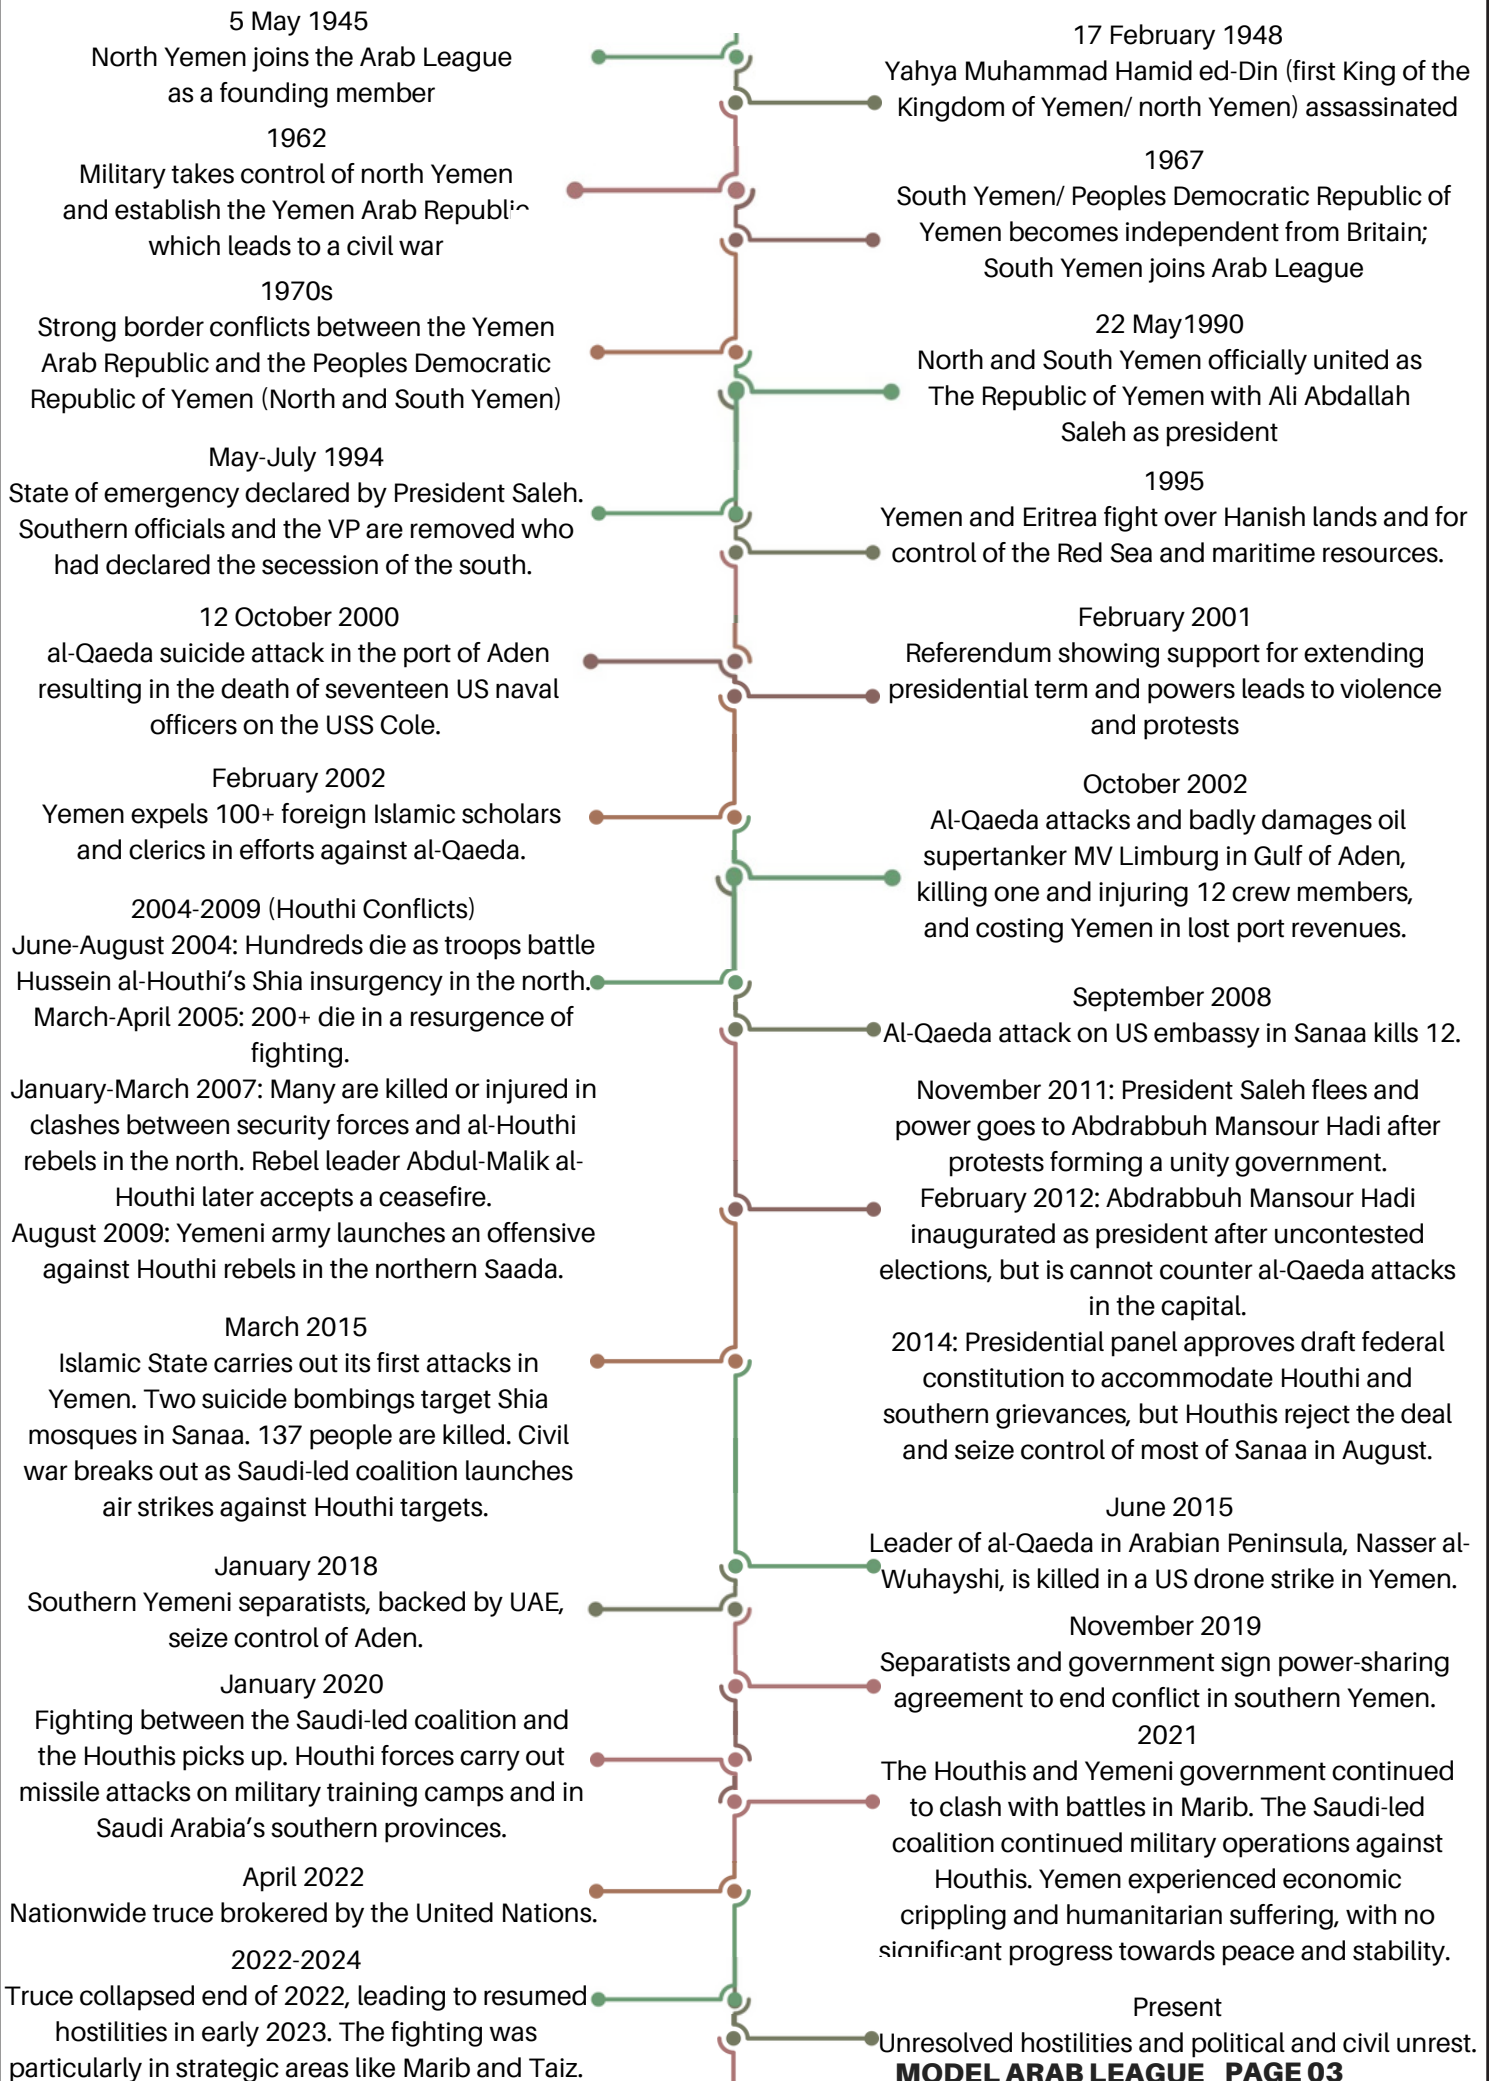 5 May 1945
North Yemen joins the Arab League
as a founding member
17 February 1948
Yahya Muhammad Hamid ed-Din (first King of the
Kingdom of Yemen/ north Yemen) assassinated
1962
Military takes control of north Yemen
and establish the Yemen Arab Republic
which leads to a civil war
1967
South Yemen/ Peoples Democratic Republic of
Yemen becomes independent from Britain;
South Yemen joins Arab League
1970s
Strong border conflicts between the Yemen
Arab Republic and the Peoples Democratic
Republic of Yemen (North and South Yemen)
22 May1990
North and South Yemen officially united as
The Republic of Yemen with Ali Abdallah
Saleh as president
May-July 1994
State of emergency declared by President Saleh.
Southern officials and the VP are removed who
had declared the secession of the south.
1995
Yemen and Eritrea fight over Hanish lands and for
control of the Red Sea and maritime resources.
12 October 2000
al-Qaeda suicide attack in the port of Aden
resulting in the death of seventeen US naval
officers on the USS Cole.
February 2001
Referendum showing support for extending
presidential term and powers leads to violence
and protests
February 2002
Yemen expels 100+ foreign Islamic scholars
and clerics in efforts against al-Qaeda.
October 2002
Al-Qaeda attacks and badly damages oil
supertanker MV Limburg in Gulf of Aden,
killing one and injuring 12 crew members,
and costing Yemen in lost port revenues.
2004-2009 (Houthi Conflicts)
June-August 2004: Hundreds die as troops battle
Hussein al-Houthi's Shia insurgency in the north.
March-April 2005: 200+ die in a resurgence of
fighting.
January-March 2007: Many are killed or injured in
clashes between security forces and al-Houthi
rebels in the north. Rebel leader Abdul-Malik al-
Houthi later accepts a ceasefire.
August 2009: Yemeni army launches an offensive
against Houthi rebels in the northern Saada.
September 2008
Al-Qaeda attack on US embassy in Sanaa kills 12.
November 2011: President Saleh flees and
power goes to Abdrabbuh Mansour Hadi after
protests forming a unity government.
February 2012: Abdrabbuh Mansour Hadi
inaugurated as president after uncontested
elections, but is cannot counter al-Qaeda attacks
in the capital.
2014: Presidential panel approves draft federal
constitution to accommodate Houthi and
southern grievances, but Houthis reject the deal
and seize control of most of Sanaa in August.
March 2015
Islamic State carries out its first attacks in
Yemen. Two suicide bombings target Shia
mosques in Sanaa. 137 people are killed. Civil
war breaks out as Saudi-led coalition launches
air strikes against Houthi targets.
June 2015
Leader of al-Qaeda in Arabian Peninsula, Nasser al-
Wuhayshi, is killed in a US drone strike in Yemen.
January 2018
Southern Yemeni separatists, backed by UAE,
seize control of Aden.
November 2019
Separatists and government sign power-sharing
agreement to end conflict in southern Yemen.
January 2020
Fighting between the Saudi-led coalition and
the Houthis picks up. Houthi forces carry out
missile attacks on military training camps and in
Saudi Arabia's southern provinces.
2021
The Houthis and Yemeni government continued
to clash with battles in Marib. The Saudi-led
coalition continued military operations against
Houthis. Yemen experienced economic
crippling and humanitarian suffering, with no
significant progress towards peace and stability.
April 2022
Nationwide truce brokered by the United Nations.
2022-2024
Truce collapsed end of 2022, leading to resumed
hostilities in early 2023. The fighting was
particularly in strategic areas like Marib and Taiz.
Present
Unresolved hostilities and political and civil unrest.
MODEL ARAB LEAGUE PAGE 03